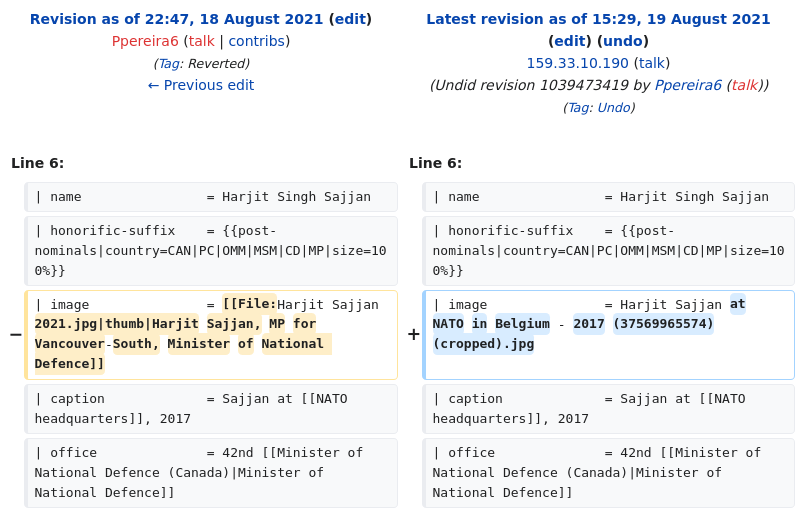 Revision as of 22:47, 18 August 2021 (edit)
Ppereira6 (talk | contribs)
(Tag: Reverted)
← Previous edit
Latest revision as of 15:29, 19 August 2021
(edit) (undo)
159.33.10.190 (talk)
(Undid revision 1039473419 by Ppereira6 (talk))
(Tag: Undo)
Line 6:
Line 6:
| name = Harjit Singh Sajjan
| name = Harjit Singh Sajjan
| honorific-suffix = {{post-
nominals|country=CAN|PC|OMM|MSM|CD|MP|size=10
0%}}
| honorific-suffix = {{post-
nominals|country=CAN|PC|OMM|MSM|CD|MP|size=10
0%}}
− | image = [[File:Harjit Sajjan
2021.jpg|thumb|Harjit Sajjan, MP for
Vancouver-South, Minister of National
Defence]]
+ | image = Harjit Sajjan at
NATO in Belgium - 2017 (37569965574)
(cropped).jpg
| caption = Sajjan at [[NATO
headquarters]], 2017
| caption = Sajjan at [[NATO
headquarters]], 2017
| office = 42nd [[Minister of
National Defence (Canada)|Minister of
National Defence]]
| office = 42nd [[Minister of
National Defence (Canada)|Minister of
National Defence]]